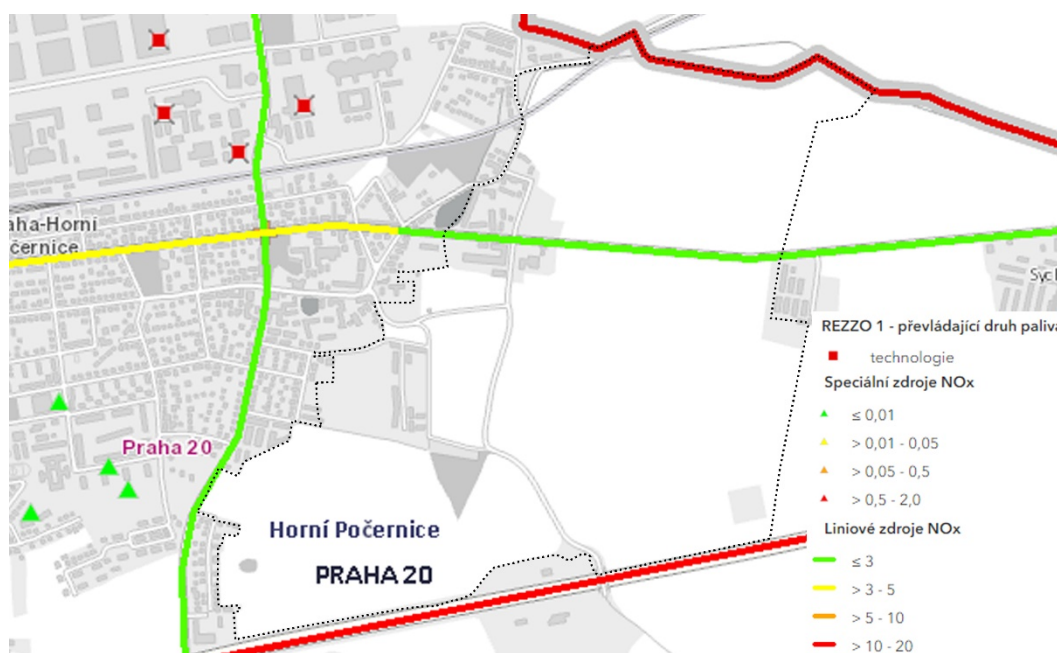 aha-Horní
očernice
Praha 20
Horní Počernice
PRAHA 20
Sycl
REZZO 1 - převládající druh paliva
technologie
Speciální zdroje NOx
≤ 0,01
> 0,01 - 0,05
> 0,05 - 0,5
> 0,5 - 2,0
Liniové zdroje NOx
≤ 3
> 3 - 5
> 5 - 10
> 10 - 20